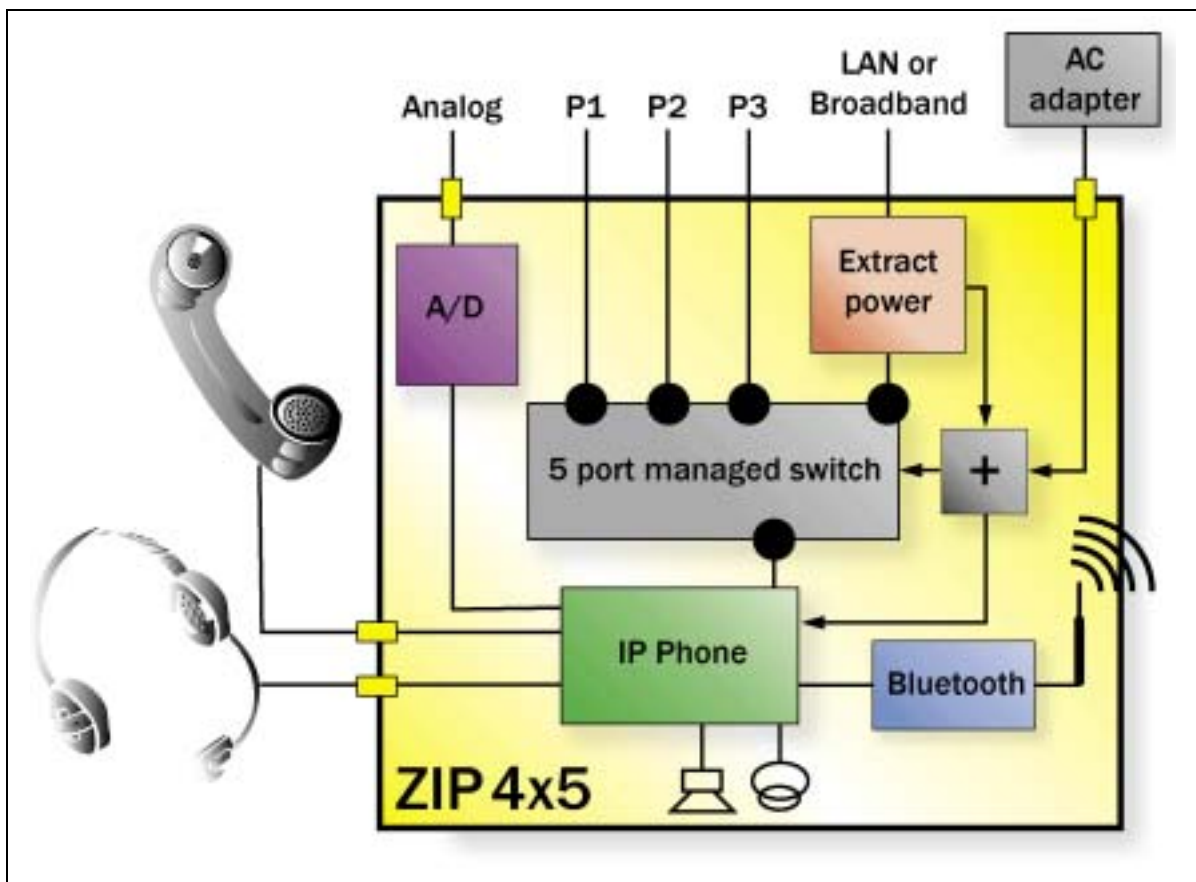 Analog
P1
P2
P3
LAN or
Broadband
AC
adapter
A/D
Extract
power
5 port managed switch
+
IP Phone
Bluetooth
ZIP 4x5